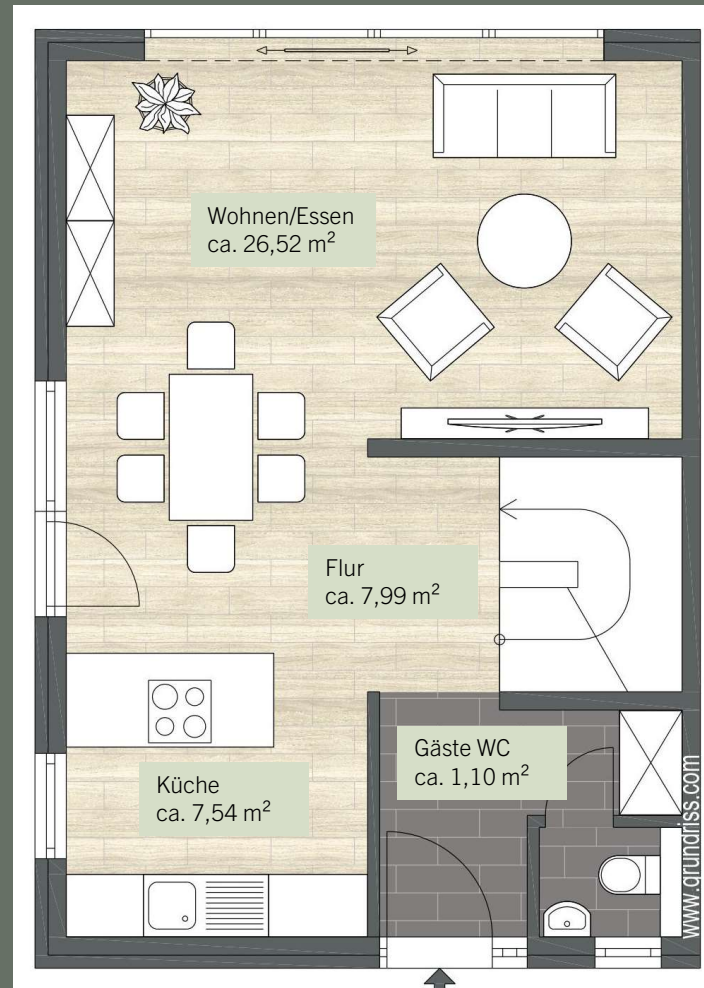 Wohnen/Essen
ca. 26,52 m²
Flur
ca. 7,99 m²
Gäste WC
ca. 1,10 m²
Küche
ca. 7,54 m²
www.grundriss.com